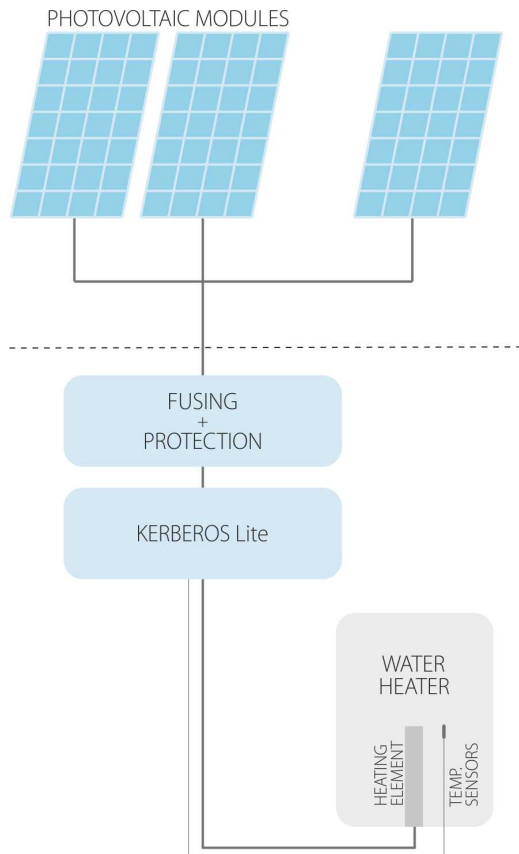 PHOTOVOLTAIC MODULES
FUSING
+
PROTECTION
KERBEROS Lite
WATER
HEATER
HEATING
ELEMENT
TEMP.
SENSORS